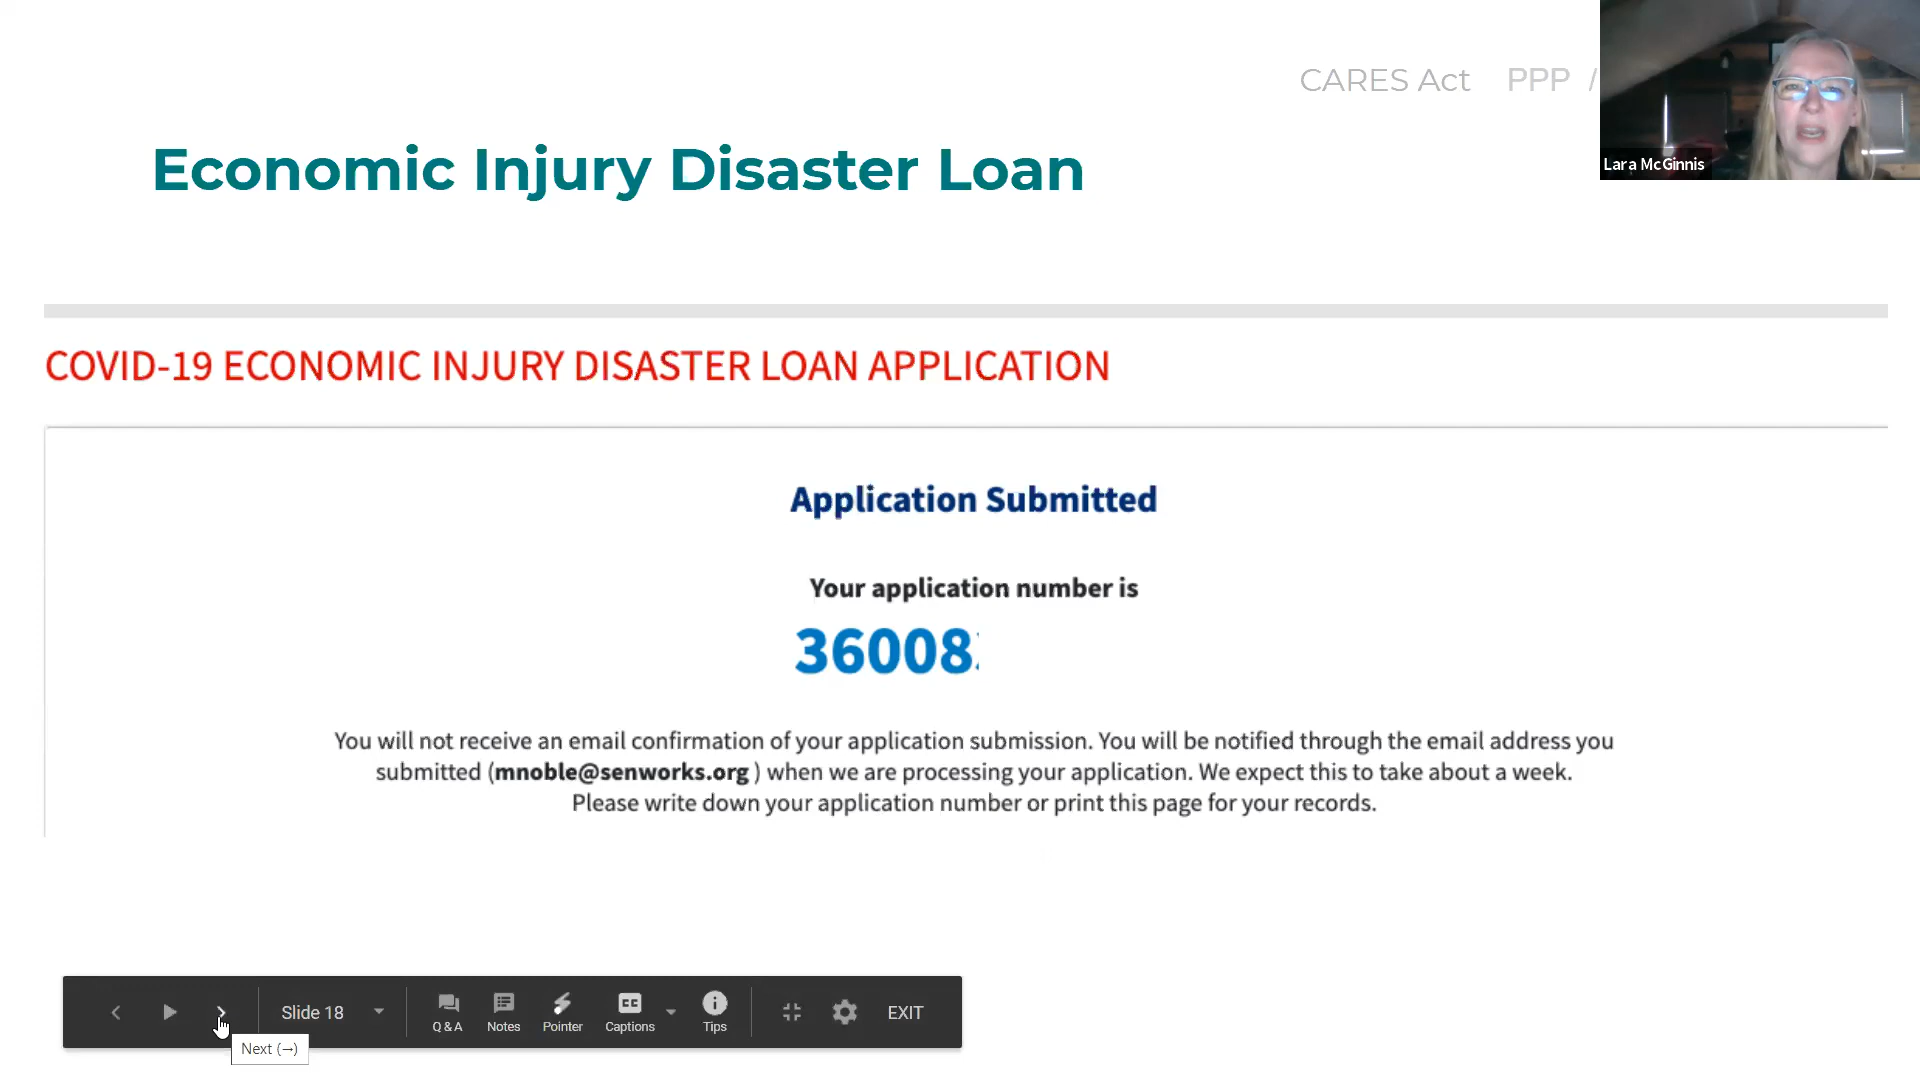 CARES Act PPP /
Lara McGinnis
Economic Injury Disaster Loan
COVID-19 ECONOMIC INJURY DISASTER LOAN APPLICATION
Application Submitted
Your application number is
36008
You will not receive an email confirmation of your application submission. You will be notified through the email address you
submitted (mnoble@senworks.org ) when we are processing your application. We expect this to take about a week.
Please write down your application number or print this page for your records.
Slide 18
Q & A
Notes
Pointer
CC
Captions
Tips
EXIT
Next (→)